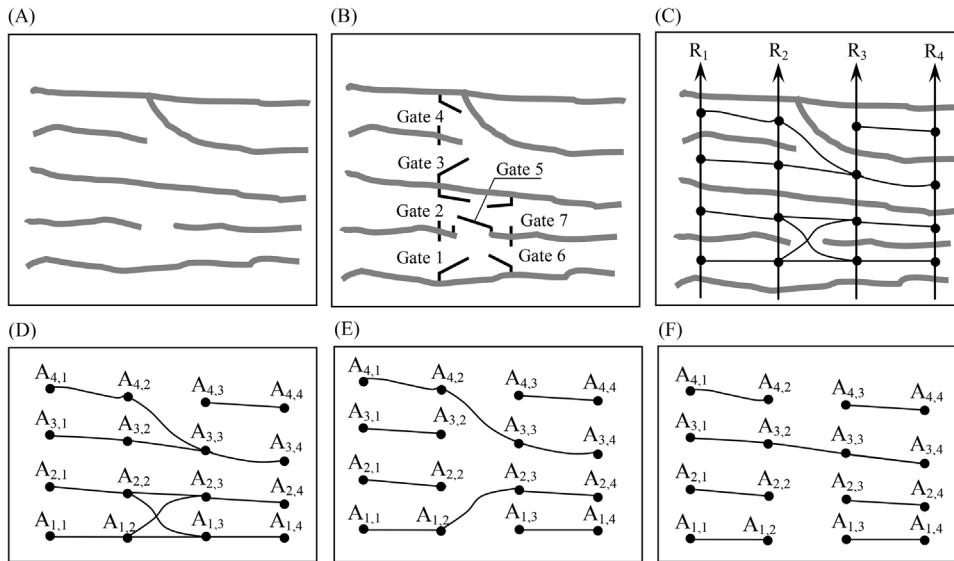 (A)
(B)
(C)
Gate 4
Gate 3
Gate 5
Gate 2
Gate 7
Gate 1
Gate 6
R1 R2 R3 R4
(D)
(E)
(F)
A4,1 A4,2 A4,3 A4,4
A3,1 A3,2 A3,3 A3,4
A2,1 A2,2 A2,3 A2,4
A1,1 A1,2 A1,3 A1,4
A4,1 A4,2 A4,3 A4,4
A3,1 A3,2 A3,3 A3,4
A2,1 A2,2 A2,3 A2,4
A1,1 A1,2 A1,3 A1,4
A4,1 A4,2 A4,3 A4,4
A3,1 A3,2 A3,3 A3,4
A2,1 A2,2 A2,3 A2,4
A1,1 A1,2 A1,3 A1,4